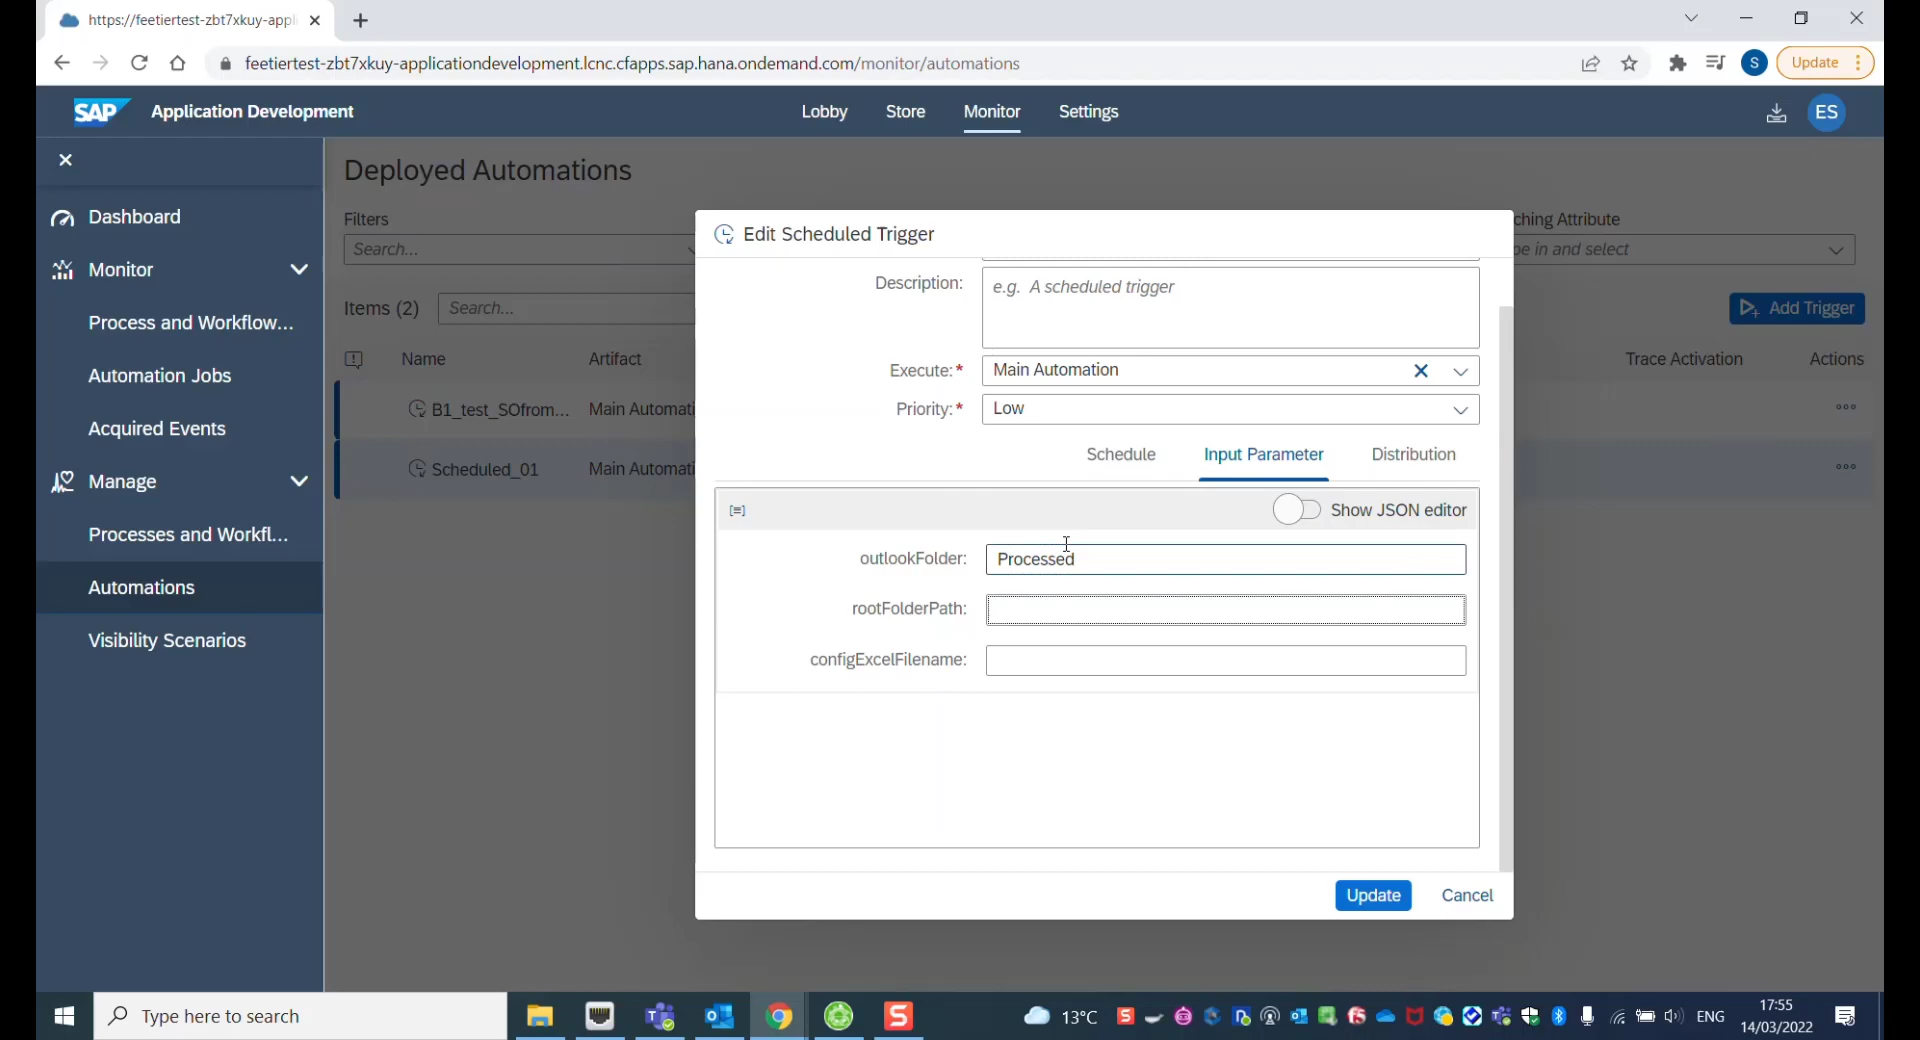 https://feetiertest-zbt7xkuy-appl
feetiertest-zbt7xkuy-applicationdevelopment.lcnc.cfapps.sap.hana.ondemand.com/monitor/automations
S
Update
SAP
Application Development
Lobby
Store
Monitor
Settings
ES
Dashboard
Monitor
Process and Workflow...
Automation Jobs
Acquired Events
Manage
Processes and Workfl...
Automations
Visibility Scenarios
Deployed Automations
Filters
Search...
ching Attribute
pe in and select
Items (2)
Search...
Add Trigger
Name
Artifact
Trace Activation
Actions
B1_test_SOfrom...
Main Automati
Scheduled_01
Main Automati
Edit Scheduled Trigger
Description:
e.g. A scheduled trigger
Execute:*
Main Automation
Priority:*
Low
Schedule
Input Parameter
Distribution
Show JSON editor
outlookFolder:
Processed
rootFolderPath:
configExcelFilename:
Update
Cancel
Type here to search
13°C
ENG
17:55
14/03/2022